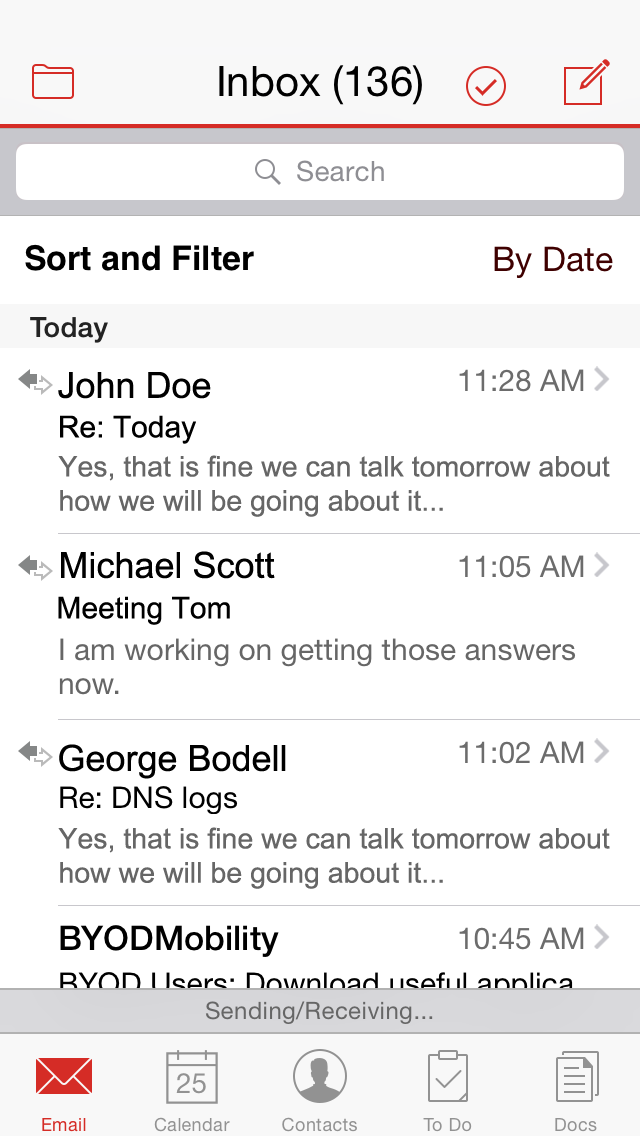 Inbox (136)
Search
Sort and Filter By Date
Today
John Doe 11:28 AM
Re: Today
Yes, that is fine we can talk tomorrow about
how we will be going about it...
Michael Scott 11:05 AM
Meeting Tom
I am working on getting those answers
now.
George Bodell 11:02 AM
Re: DNS logs
Yes, that is fine we can talk tomorrow about
how we will be going about it...
BYODMobility 10:45 AM
BYOD Users: Download useful applica
Sending/Receiving...
25
Email Calendar Contacts To Do Docs